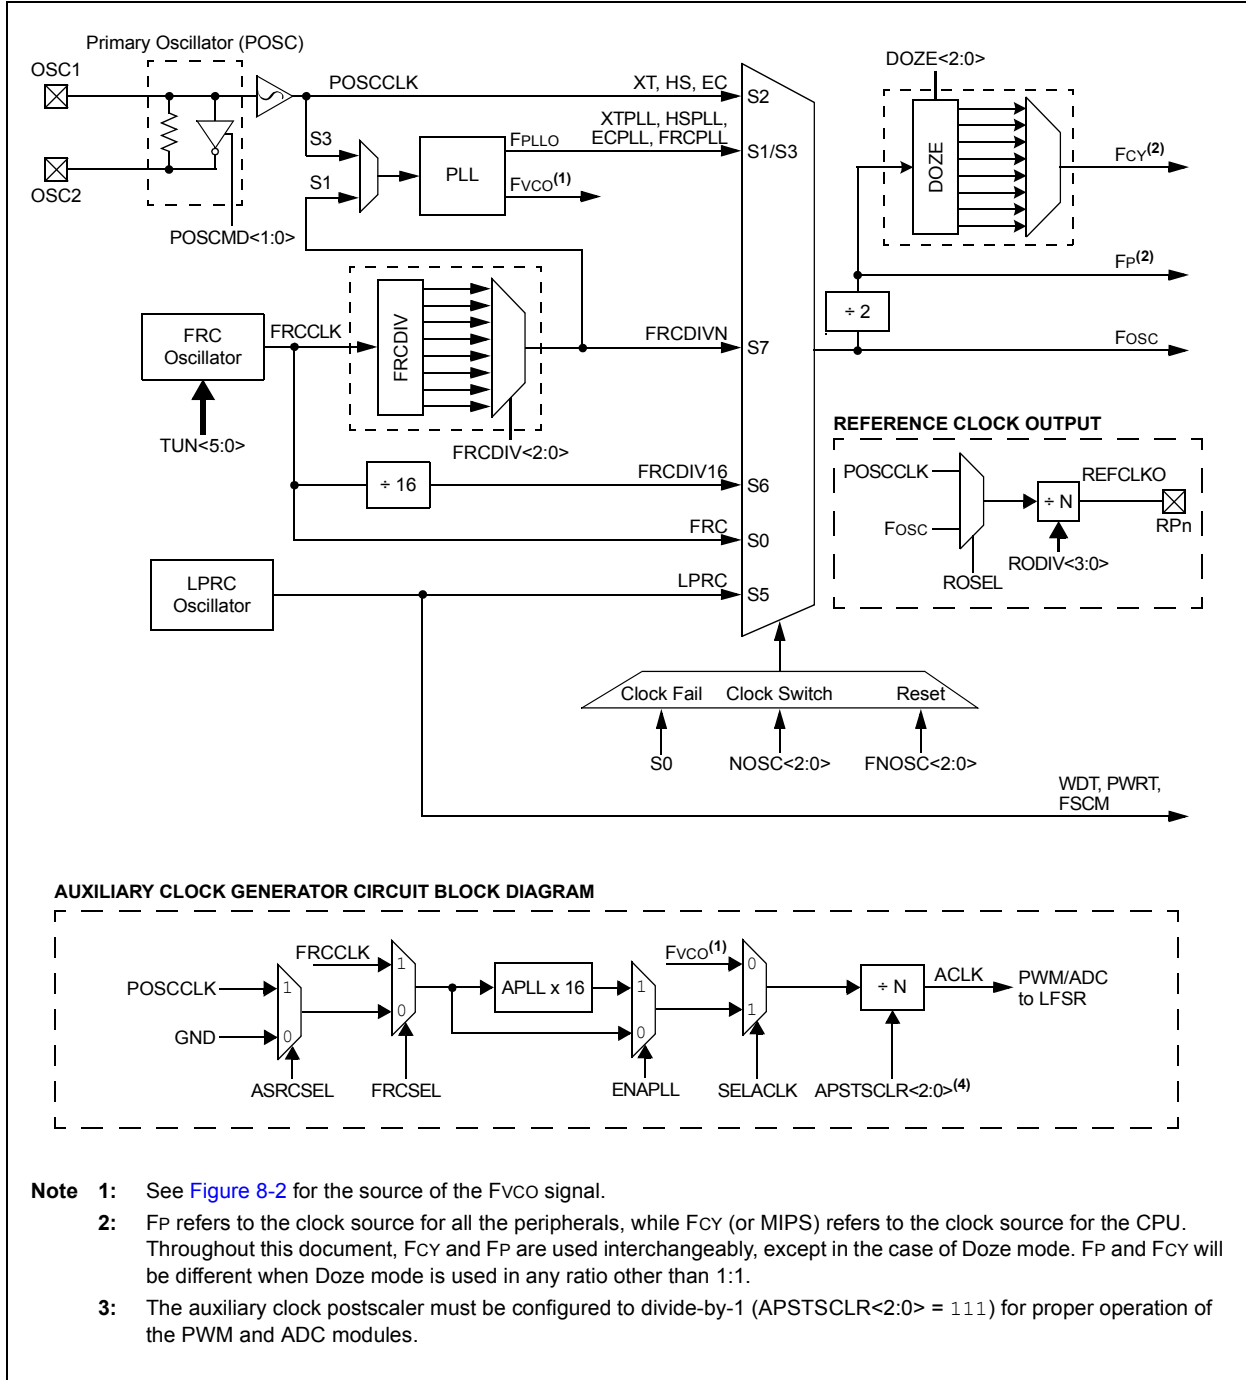 Primary Oscillator (POSC)
OSC1
OSC2
POSCMD<1:0>
POSCCLK
XT, HS, EC
S2
S3
S1
PLL
FPLLO
XTPLL, HSPLL,
ECPLL, FRCPLL
S1/S3
FVCO(1)
DOZE<2:0>
DOZE
FCY(2)
FP(2)
÷ 2
FOSC
FRC
Oscillator
TUN<5:0>
FRCCLK
FRCDIV
FRCDIV<2:0>
FRCDIVN
S7
÷ 16
FRCDIV16
S6
FRC
S0
LPRC
Oscillator
LPRC
S5
REFERENCE CLOCK OUTPUT
POSCCLK
FOSC
ROSEL
÷ N
RODIV<3:0>
REFCLKO
RPn
Clock Fail
Clock Switch
Reset
S0
NOSC<2:0>
FNOSC<2:0>
WDT, PWRT,
FSCM
AUXILIARY CLOCK GENERATOR CIRCUIT BLOCK DIAGRAM
POSCCLK
GND
1
0
ASRCSEL
FRCCLK
1
0
FRCSEL
APLL x 16
1
0
ENAPLL
FVCO(1)
0
1
SELACLK
÷ N
APSTSCLR<2:0>(4)
ACLK
PWM/ADC
to LFSR
Note 1: See Figure 8-2 for the source of the FVCO signal.
2: FP refers to the clock source for all the peripherals, while FCY (or MIPS) refers to the clock source for the CPU.
Throughout this document, FCY and FP are used interchangeably, except in the case of Doze mode. FP and FCY will
be different when Doze mode is used in any ratio other than 1:1.
3: The auxiliary clock postscaler must be configured to divide-by-1 (APSTSCLR<2:0> = 111) for proper operation of
the PWM and ADC modules.